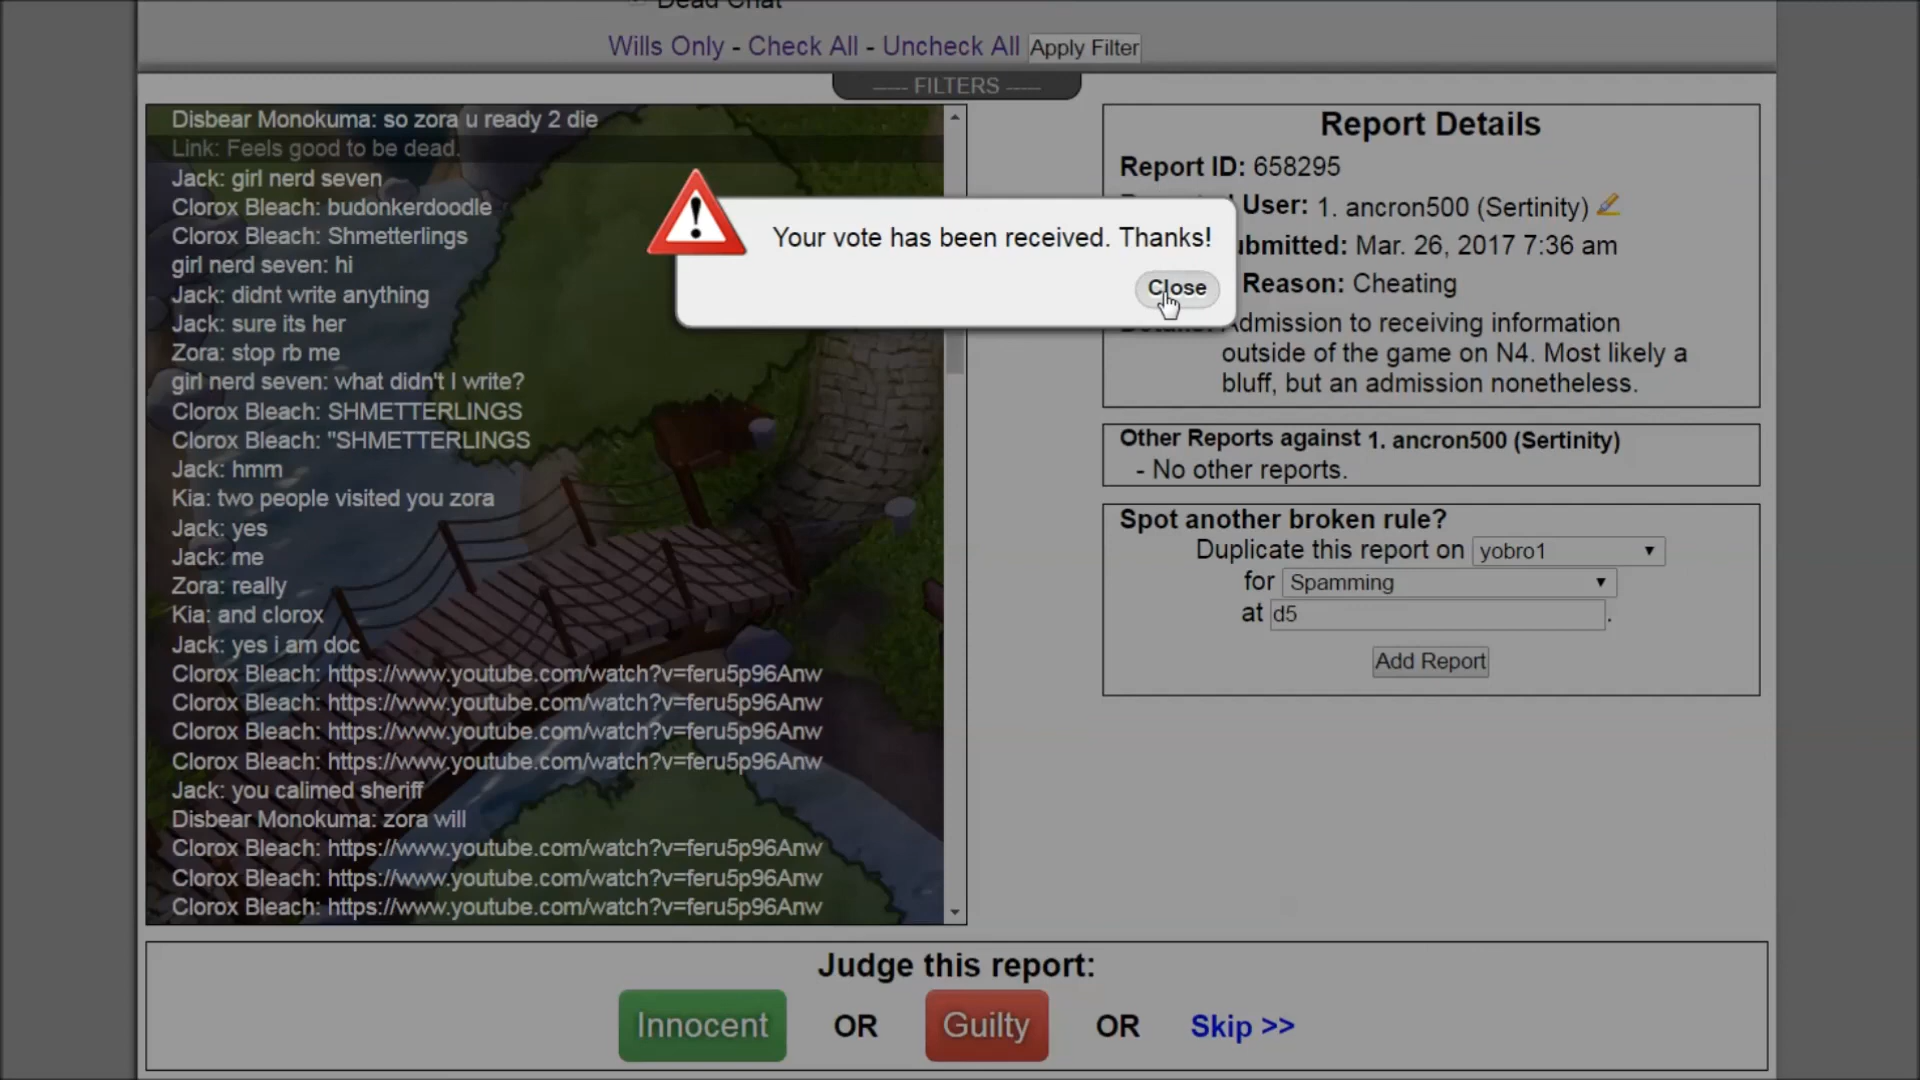 Dead Chat
Wills Only - Check All - Uncheck All Apply Filter
----- FILTERS -----
Disbear Monokuma: so zora u ready 2 die
Link: Feels good to be dead.
Jack: girl nerd seven
Clorox Bleach: budonkerdoodle
Clorox Bleach: Shmetterlings
girl nerd seven: hi
Jack: didnt write anything
Jack: sure its her
Zora: stop rb me
girl nerd seven: what didn't I write?
Clorox Bleach: SHMETTERLINGS
Clorox Bleach: "SHMETTERLINGS
Jack: hmm
Kia: two people visited you zora
Jack: yes
Jack: me
Zora: really
Kia: and clorox
Jack: yes i am doc
Clorox Bleach: https://www.youtube.com/watch?v=feru5p96Anw
Clorox Bleach: https://www.youtube.com/watch?v=feru5p96Anw
Clorox Bleach: https://www.youtube.com/watch?v=feru5p96Anw
Clorox Bleach: https://www.youtube.com/watch?v=feru5p96Anw
Jack: you calimed sheriff
Disbear Monokuma: zora will
Clorox Bleach: https://www.youtube.com/watch?v=feru5p96Anw
Clorox Bleach: https://www.youtube.com/watch?v=feru5p96Anw
Clorox Bleach: https://www.youtube.com/watch?v=feru5p96Anw
Your vote has been received. Thanks!
Close
Report Details
Report ID: 658295
User: 1. ancron500 (Sertinity)
ubmitted: Mar. 26, 2017 7:36 am
Reason: Cheating
Admission to receiving information
outside of the game on N4. Most likely a
bluff, but an admission nonetheless.
Other Reports against 1. ancron500 (Sertinity)
- No other reports.
Spot another broken rule?
Duplicate this report on yobro1
for Spamming
at d5 .
Add Report
Judge this report:
Innocent OR Guilty OR Skip >>